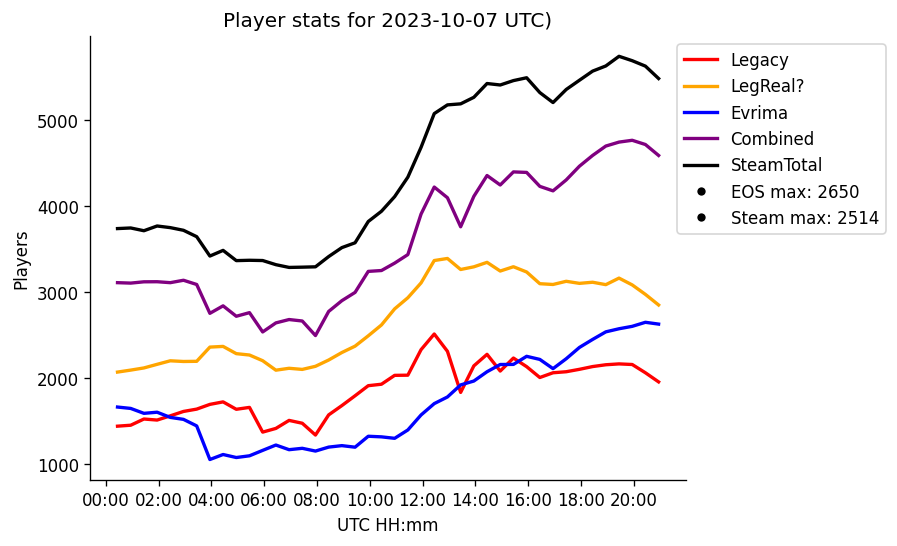 Player stats for 2023-10-07 UTC)
Legacy
LegReal?
Evrima
Combined
SteamTotal
EOS max: 2650
Steam max: 2514
Players
5000
4000
3000
2000
1000
00:00 02:00 04:00 06:00 08:00 10:00 12:00 14:00 16:00 18:00 20:00
UTC HH:mm